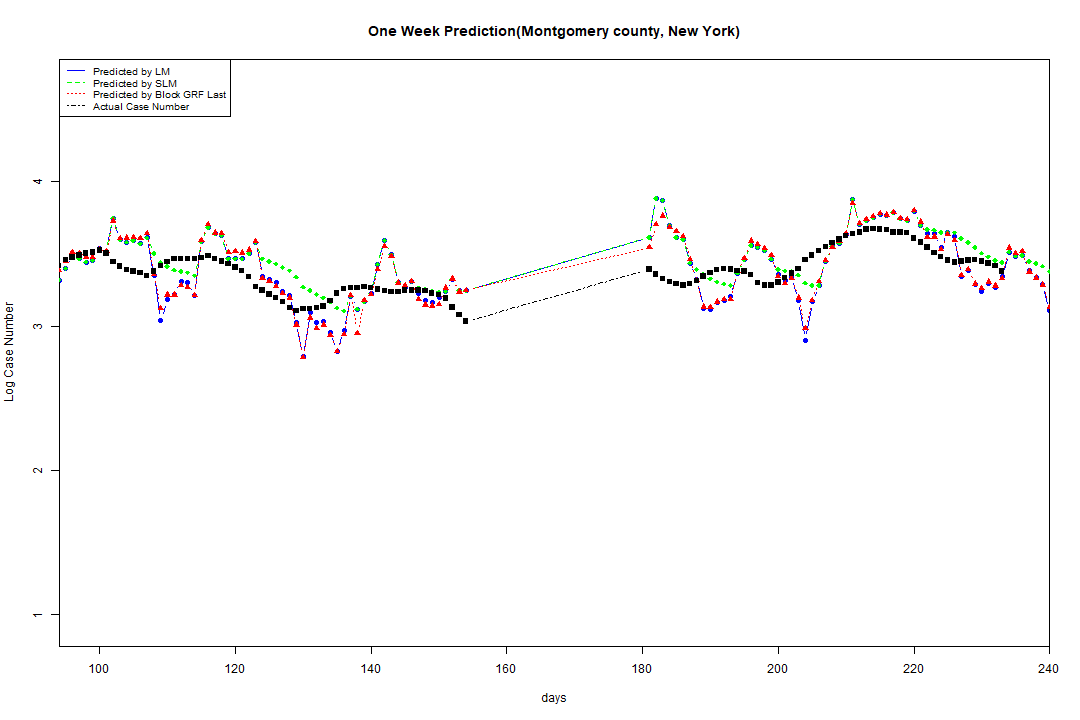 One Week Prediction(Montgomery county, New York)
Predicted by LM
Predicted by SLM
Predicted by Block GRF Last
Actual Case Number
4
3
2
1
Log Case Number
100 120 140 160 180 200 220 240
days